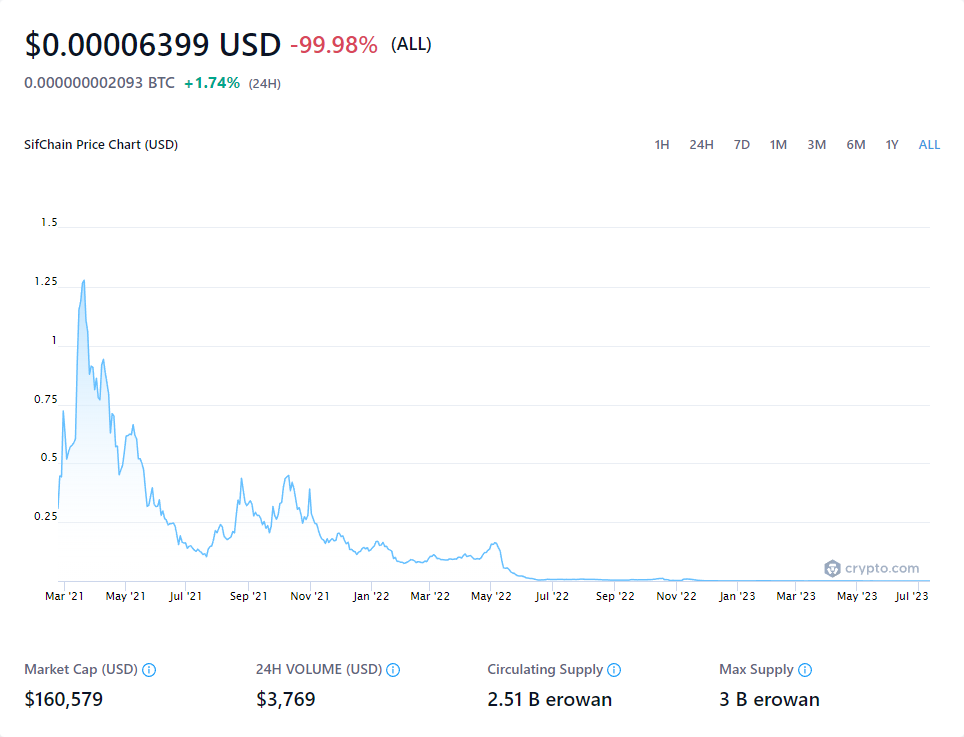 $0.00006399 USD -99.98% (ALL)
0.000000002093 BTC +1.74% (24H)
SifChain Price Chart (USD) 1H 24H 7D 1M 3M 6M 1Y ALL
1.5
1.25
1
0.75
0.5
0.25
crypto.com
Mar '21 May '21 Jul '21 Sep '21 Nov '21 Jan '22 Mar '22 May '22 Jul '22 Sep '22 Nov '22 Jan '23 Mar '23 May '23 Jul '23
Market Cap (USD) 24H VOLUME (USD) Circulating Supply Max Supply
$160,579 $3,769 2.51 B erowan 3 B erowan